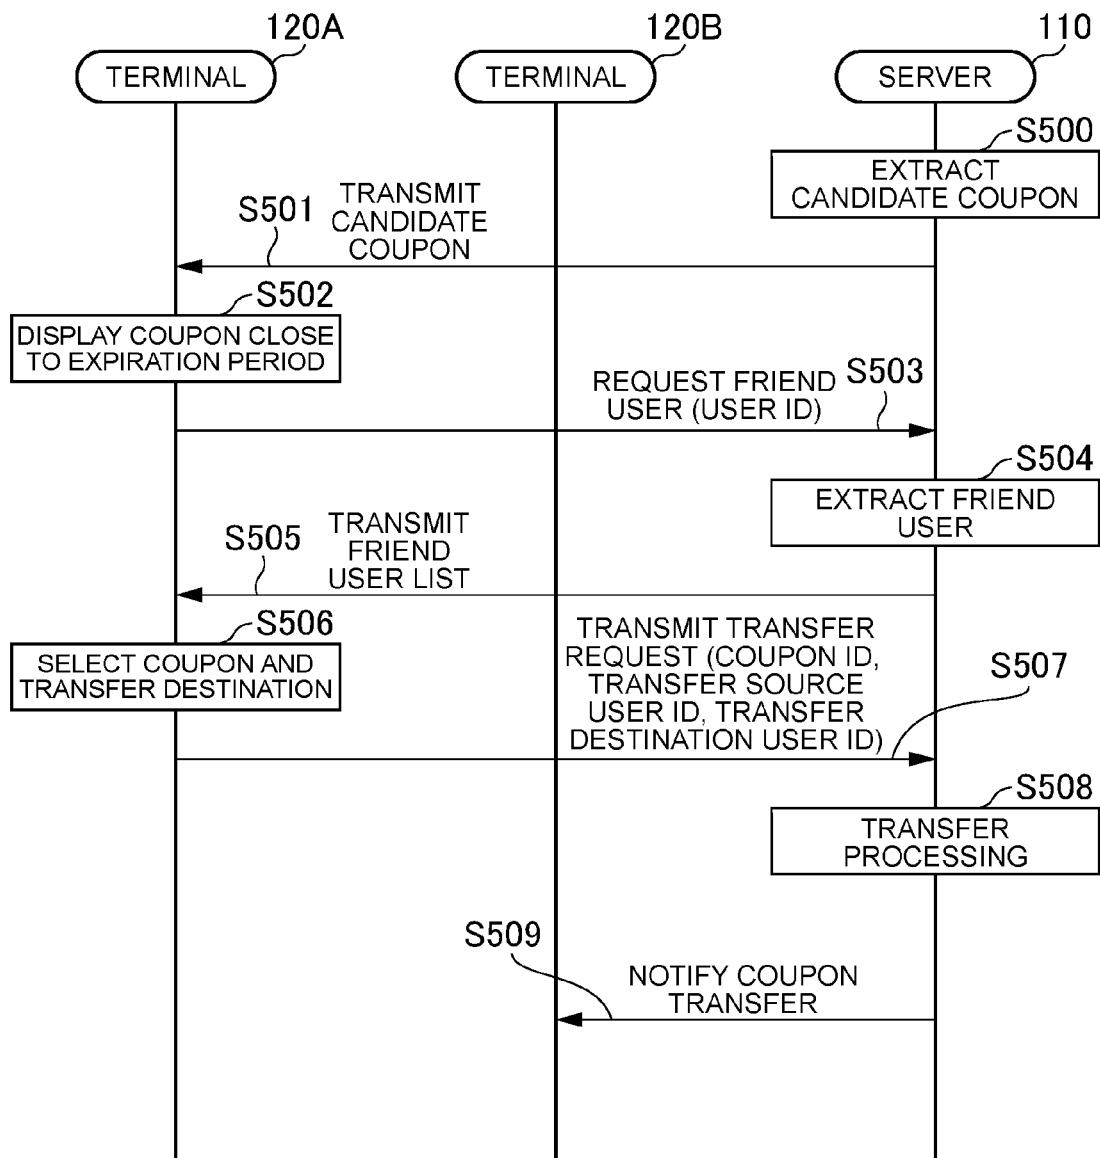 120A
120B
110
TERMINAL
TERMINAL
SERVER
S500
EXTRACT
CANDIDATE COUPON
S501
TRANSMIT
CANDIDATE
COUPON
S502
DISPLAY COUPON CLOSE
TO EXPIRATION PERIOD
REQUEST FRIEND
USER (USER ID)
S503
S504
EXTRACT FRIEND
USER
S505
TRANSMIT
FRIEND
USER LIST
S506
SELECT COUPON AND
TRANSFER DESTINATION
TRANSMIT TRANSFER
REQUEST (COUPON ID,
TRANSFER SOURCE
USER ID, TRANSFER
DESTINATION USER ID)
S507
S508
TRANSFER
PROCESSING
S509
NOTIFY COUPON
TRANSFER